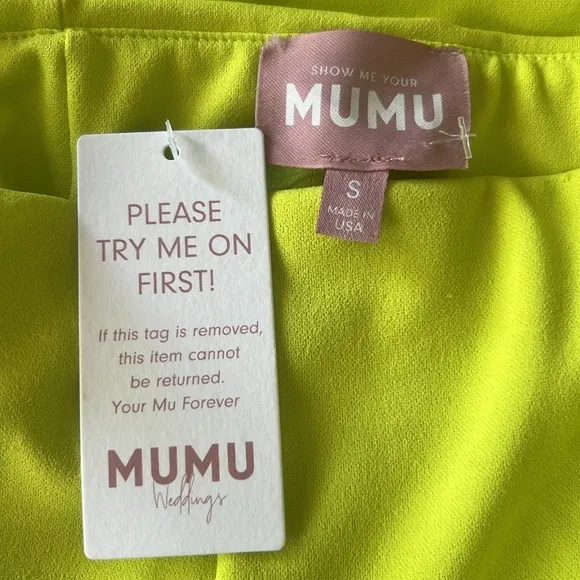 SHOW ME YOUR
MUMU
S
MADE IN
USA
PLEASE
TRY ME ON
FIRST!
If this tag is removed,
this item cannot
be returned.
Your Mu Forever
MUMU
Weddings